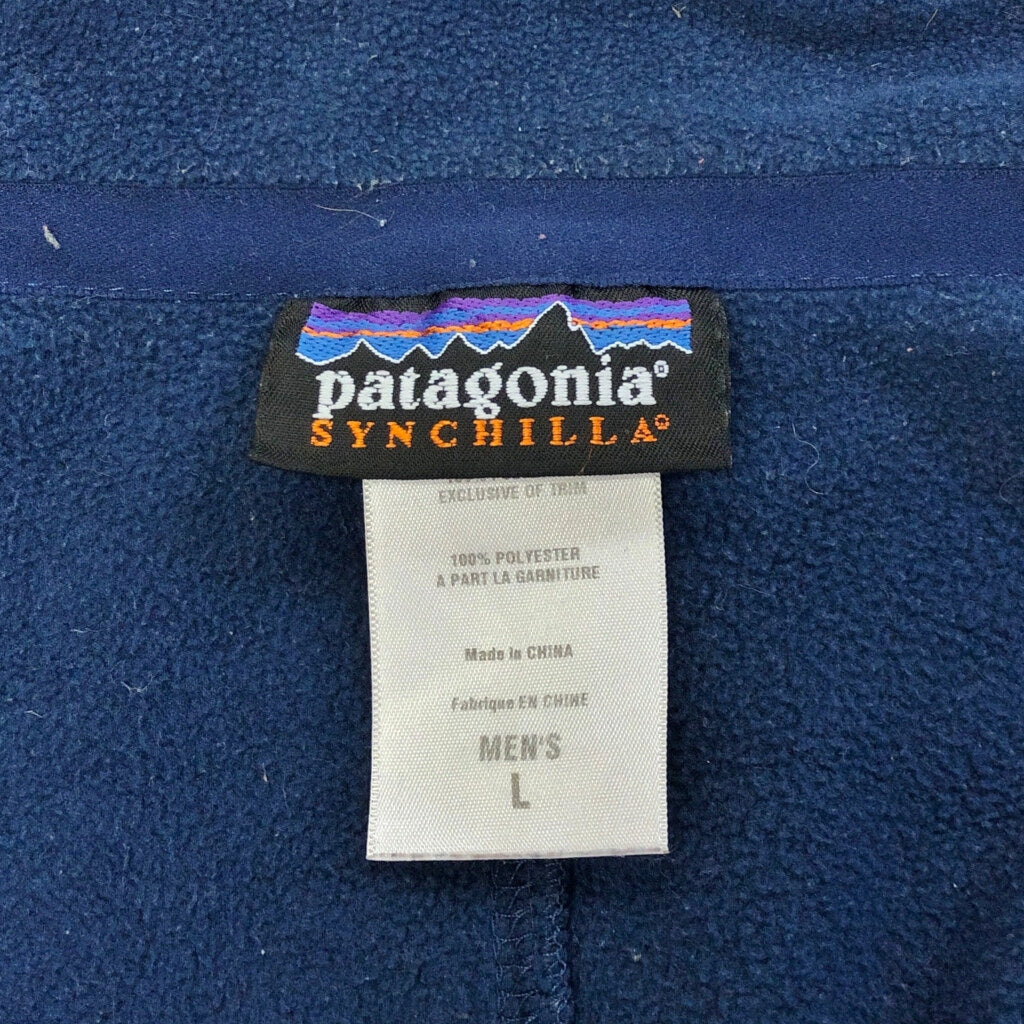 patagonia®
SYNCHILLA®
EXCLUSIVE OF TRIM
100% POLYESTER
A PART LA GARNITURE
Made in CHINA
Fabrique EN CHINE
MEN'S
L